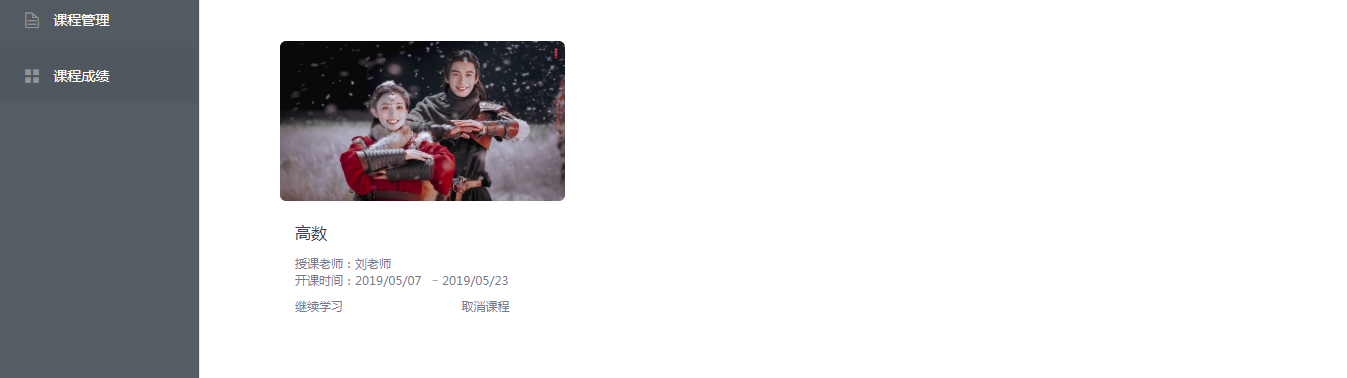 课程管理
课程成绩
高数
授课老师：刘老师
开课时间：2019/05/07 - 2019/05/23
继续学习 取消课程